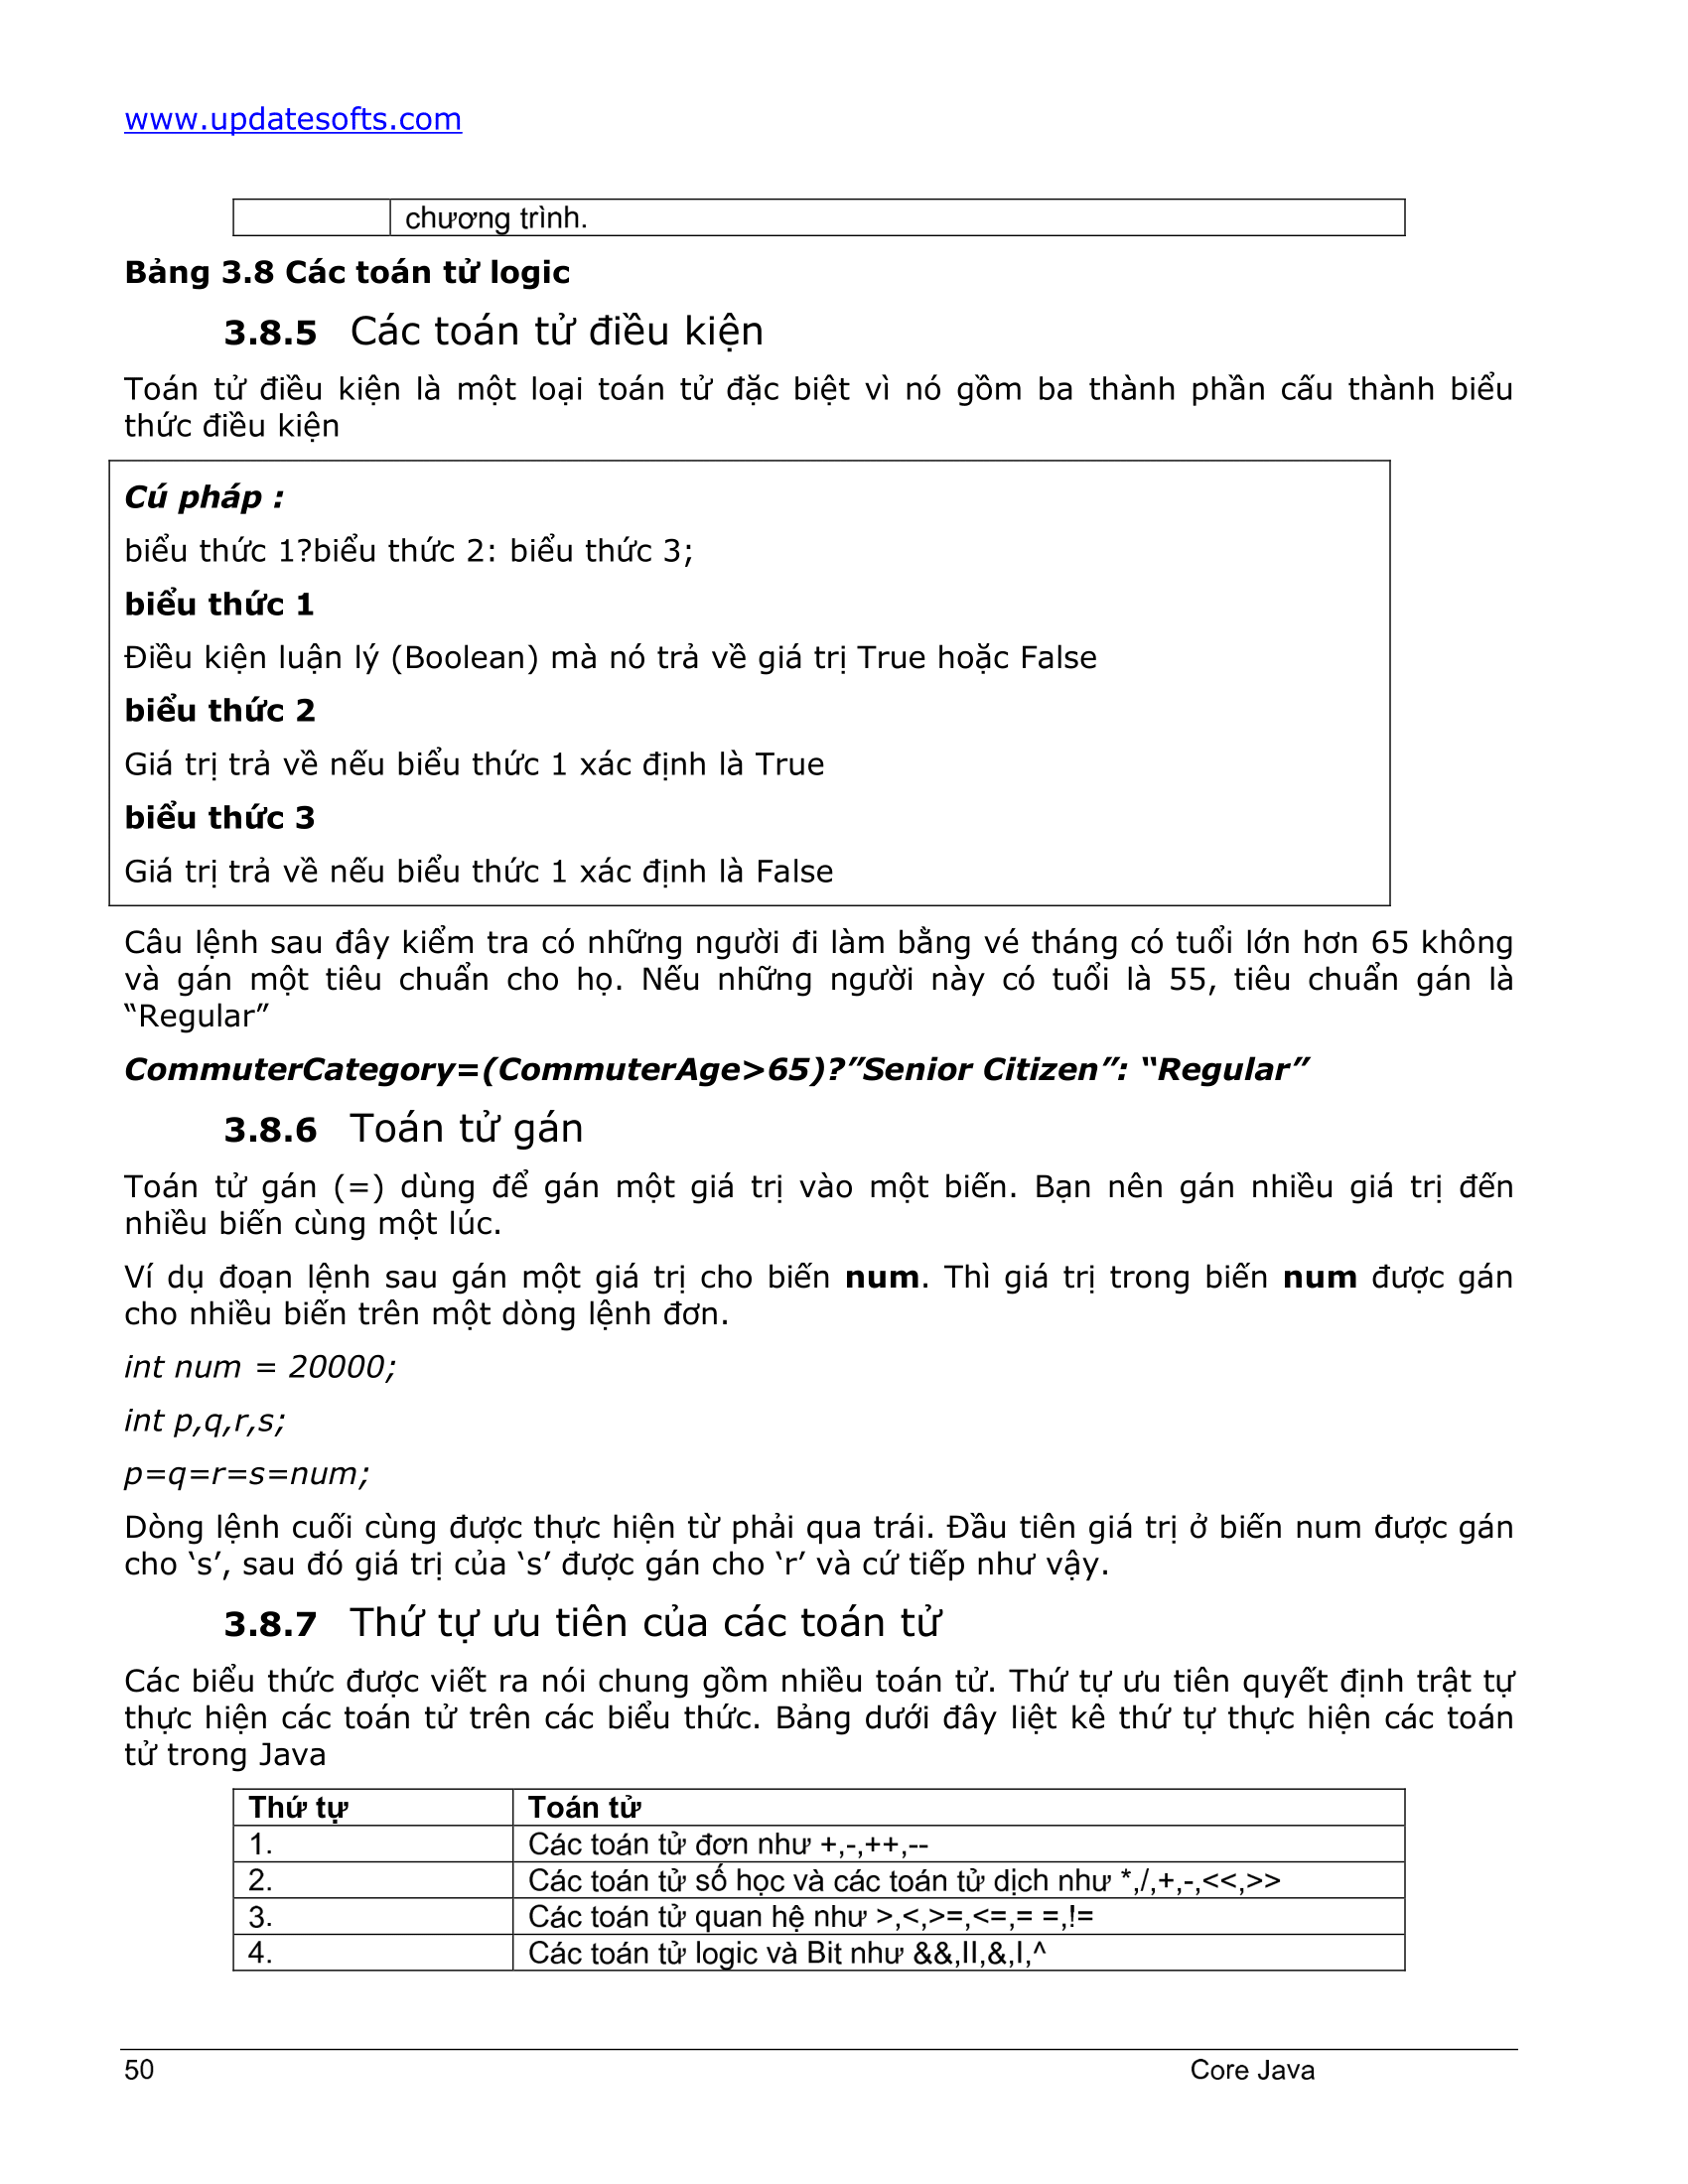 www.updatesofts.com
chương trình.
Bảng 3.8 Các toán tử logic
3.8.5 Các toán tử điều kiện
Toán tử điều kiện là một loại toán tử đặc biệt vì nó gồm ba thành phần cấu thành biểu
thức điều kiện
Cú pháp :
biểu thức 1?biểu thức 2: biểu thức 3;
biểu thức 1
Điều kiện luận lý (Boolean) mà nó trả về giá trị True hoặc False
biểu thức 2
Giá trị trả về nếu biểu thức 1 xác định là True
biểu thức 3
Giá trị trả về nếu biểu thức 1 xác định là False
Câu lệnh sau đây kiểm tra có những người đi làm bằng vé tháng có tuổi lớn hơn 65 không
và gán một tiêu chuẩn cho họ. Nếu những người này có tuổi là 55, tiêu chuẩn gán là
“Regular”
CommuterCategory=(CommuterAge>65)?”Senior Citizen”: “Regular”
3.8.6 Toán tử gán
Toán tử gán (=) dùng để gán một giá trị vào một biến. Bạn nên gán nhiều giá trị đến
nhiều biến cùng một lúc.
Ví dụ đoạn lệnh sau gán một giá trị cho biến num. Thì giá trị trong biến num được gán
cho nhiều biến trên một dòng lệnh đơn.
int num = 20000;
int p,q,r,s;
p=q=r=s=num;
Dòng lệnh cuối cùng được thực hiện từ phải qua trái. Đầu tiên giá trị ở biến num được gán
cho ‘s’, sau đó giá trị của ‘s’ được gán cho ‘r’ và cứ tiếp như vậy.
3.8.7 Thứ tự ưu tiên của các toán tử
Các biểu thức được viết ra nói chung gồm nhiều toán tử. Thứ tự ưu tiên quyết định trật tự
thực hiện các toán tử trên các biểu thức. Bảng dưới đây liệt kê thứ tự thực hiện các toán
tử trong Java
Thứ tự Toán tử
1. Các toán tử đơn như +,-,++,--
2. Các toán tử số học và các toán tử dịch như *,/,+,-,<<,>>
3. Các toán tử quan hệ như >,<,>=,<=,= =,!=
4. Các toán tử logic và Bit như &&,II,&,I,^
50 Core Java